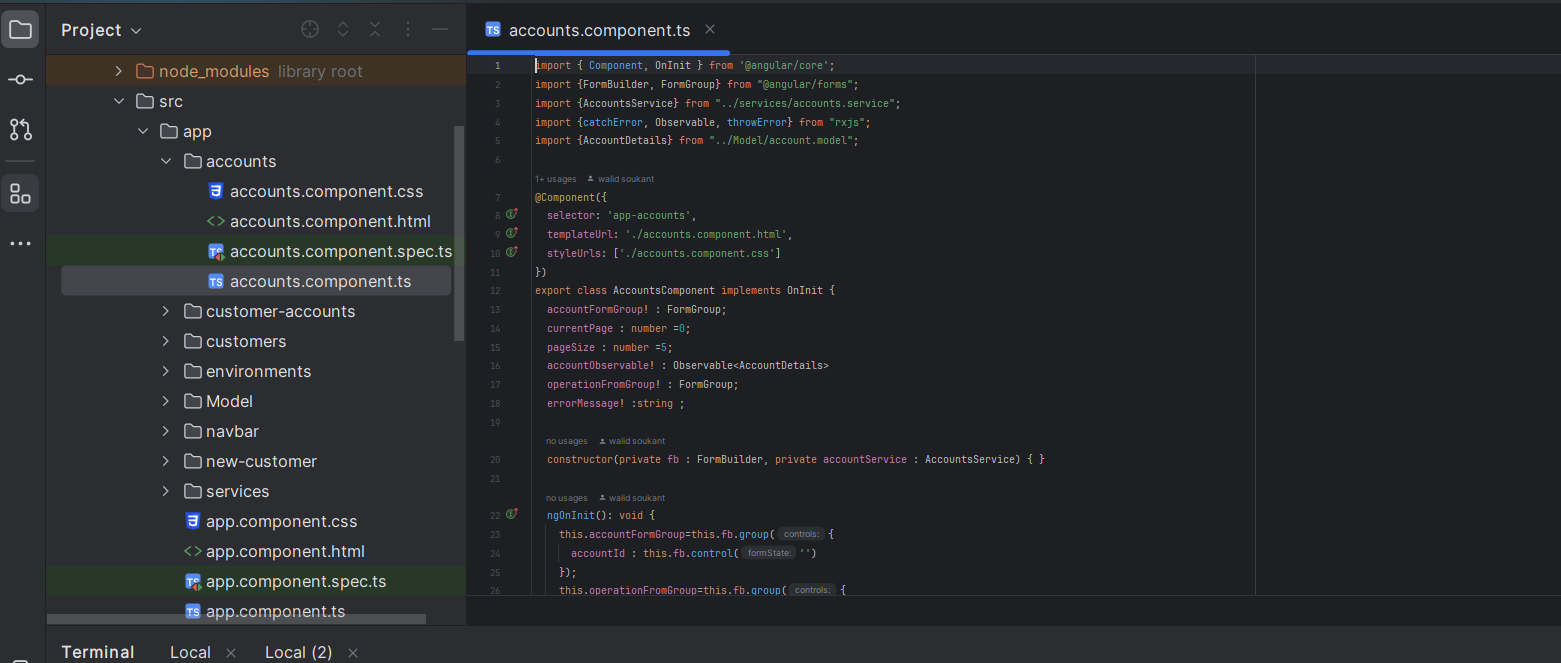 Project
node_modules library root
src
app
accounts
accounts.component.css
accounts.component.html
accounts.component.spec.ts
accounts.component.ts
customer-accounts
customers
environments
Model
navbar
new-customer
services
app.component.css
app.component.html
app.component.spec.ts
app.component.ts
accounts.component.ts
1 import { Component, OnInit } from '@angular/core';
2 import {FormBuilder, FormGroup} from "@angular/forms";
3 import {AccountsService} from "../services/accounts.service";
4 import {catchError, Observable, throwError} from "rxjs";
5 import {AccountDetails} from "../Model/account.model";
6
1+ usages walid soukant
7 @Component({
8 selector: 'app-accounts',
9 templateUrl: './accounts.component.html',
10 styleUrls: ['./accounts.component.css']
11 })
12 export class AccountsComponent implements OnInit {
13 accountFormGroup! : FormGroup;
14 currentPage : number =0;
15 pageSize : number =5;
16 accountObservable! : Observable<AccountDetails>
17 operationFromGroup! : FormGroup;
18 errorMessage! :string ;
19
no usages walid soukant
20 constructor(private fb : FormBuilder, private accountService : AccountsService) { }
21
no usages walid soukant
22 ngOnInit(): void {
23 this.accountFormGroup=this.fb.group( controls: {
24 accountId : this.fb.control( formState: '')
25 });
26 this.operationFromGroup=this.fb.group( controls: {
Terminal Local Local (2)